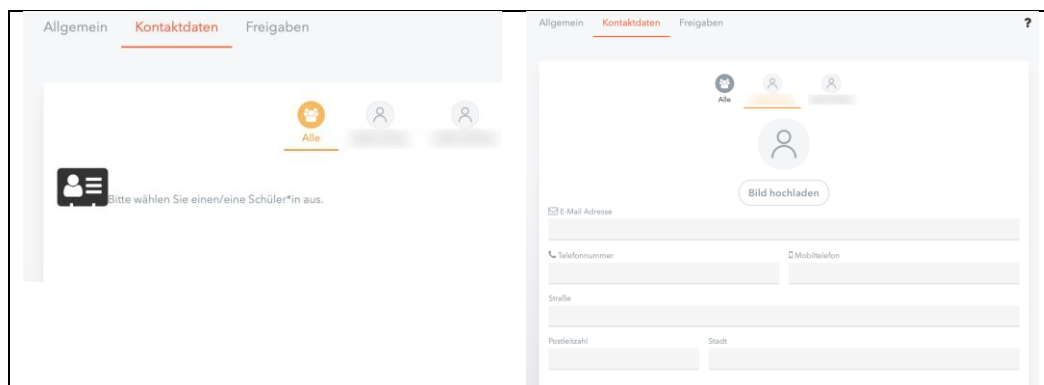 Allgemein Kontaktdaten Freigaben
Alle
Bitte wählen Sie einen/eine Schüler*in aus.
Allgemein Kontaktdaten Freigaben ?
Alle
Bild hochladen
E-Mail Adresse
Telefonnummer Mobiltelefon
Straße
Postleitzahl Stadt